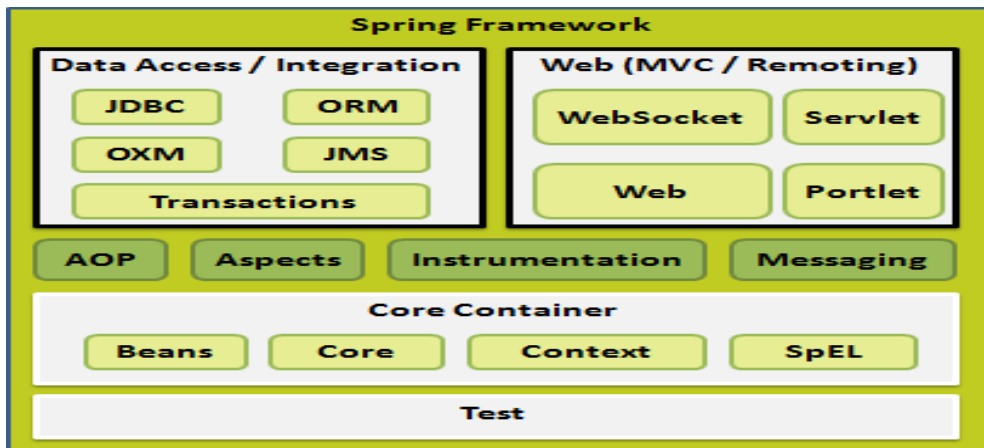 Spring Framework
Data Access / Integration
JDBC
ORM
OXM
JMS
Transactions
Web (MVC / Remoting)
WebSocket
Servlet
Web
Portlet
AOP
Aspects
Instrumentation
Messaging
Core Container
Beans
Core
Context
SpEL
Test